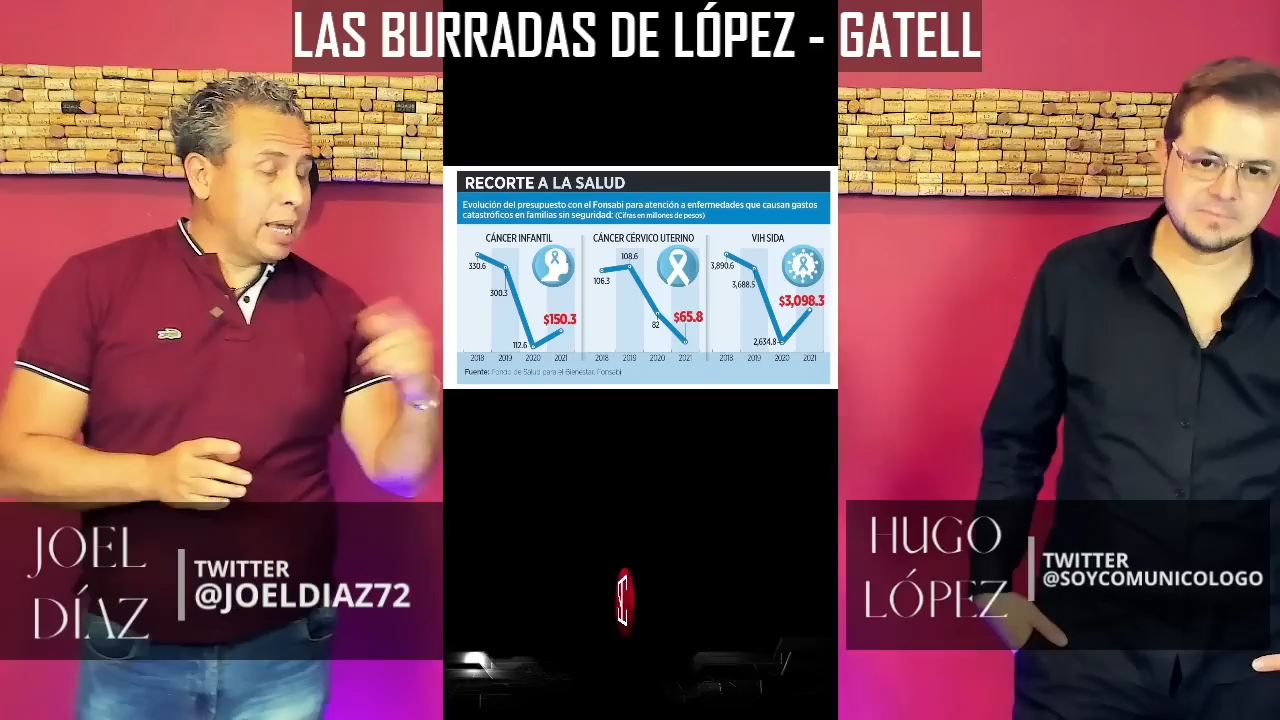 LAS BURRADAS DE LÓPEZ - GATELL
RECORTE A LA SALUD
Evolución del presupuesto con el Fonsabi para atención a enfermedades que causan gastos
catastróficos en familias sin seguridad: (Cifras en millones de pesos)
CÁNCER INFANTIL
330.6
300.3
112.6
$150.3
2018 2019 2020 2021
CÁNCER CÉRVICO UTERINO
106.3
108.6
82
$65.8
2018 2019 2020 2021
VIH SIDA
3,890.6
3,688.5
2,634.8
$3,098.3
2018 2019 2020 2021
Fuente: Fondo de Salud para el Bienestar, Fonsabi
JOEL
DÍAZ
TWITTER
@JOELDIAZ72
HUGO
LÓPEZ
TWITTER
@SOYCOMUNICOLOGO